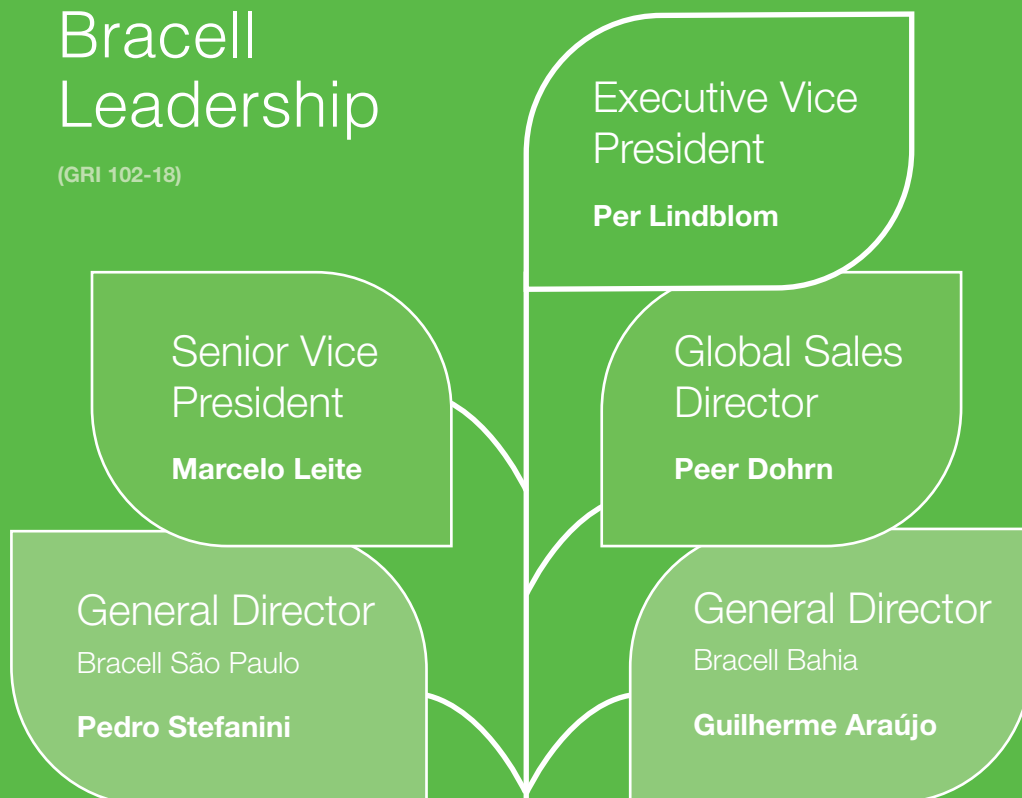 Bracell
Leadership
(GRI 102-18)
Executive Vice
President
Per Lindblom
Senior Vice
President
Marcelo Leite
Global Sales
Director
Peer Dohrn
General Director
Bracell São Paulo
Pedro Stefanini
General Director
Bracell Bahia
Guilherme Araújo